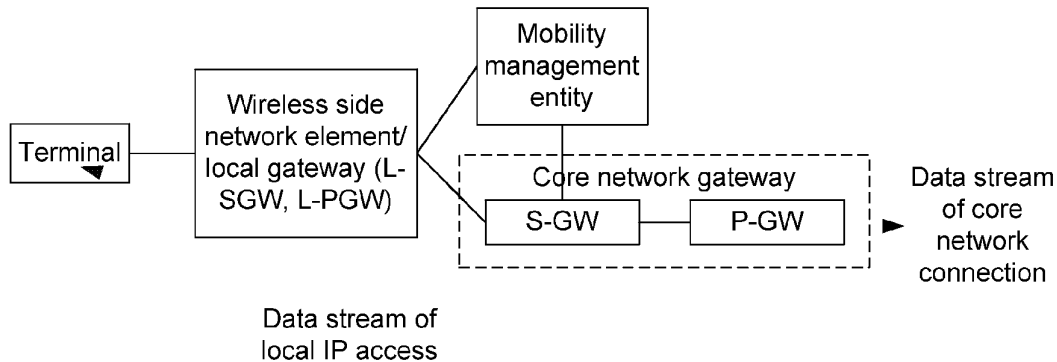 Mobility
management
entity
Wireless side
network element/
local gateway (L-
SGW, L-PGW)
Terminal
Core network gateway
S-GW
P-GW
Data stream
of core
network
connection
Data stream of
local IP access